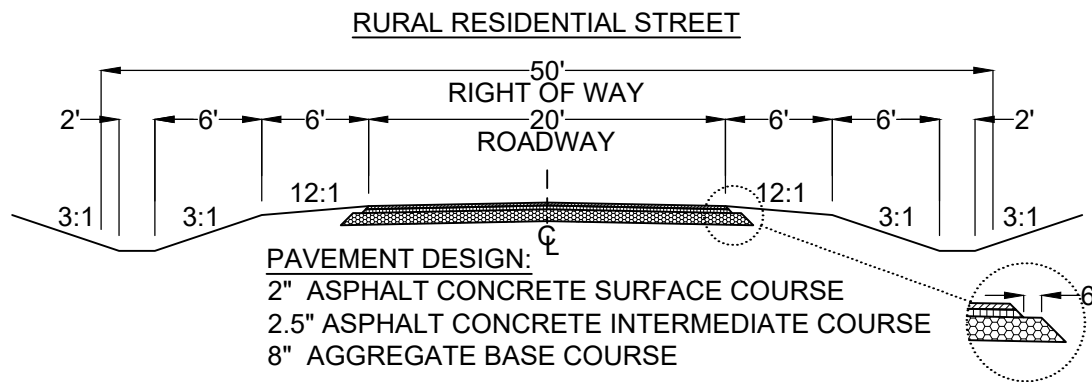 RURAL RESIDENTIAL STREET
50'
RIGHT OF WAY
2' 6' 6' 20' 6' 6' 2'
ROADWAY
12:1 12:1
3:1 3:1 3:1 3:1
℄
PAVEMENT DESIGN:
2" ASPHALT CONCRETE SURFACE COURSE
2.5" ASPHALT CONCRETE INTERMEDIATE COURSE
8" AGGREGATE BASE COURSE
6